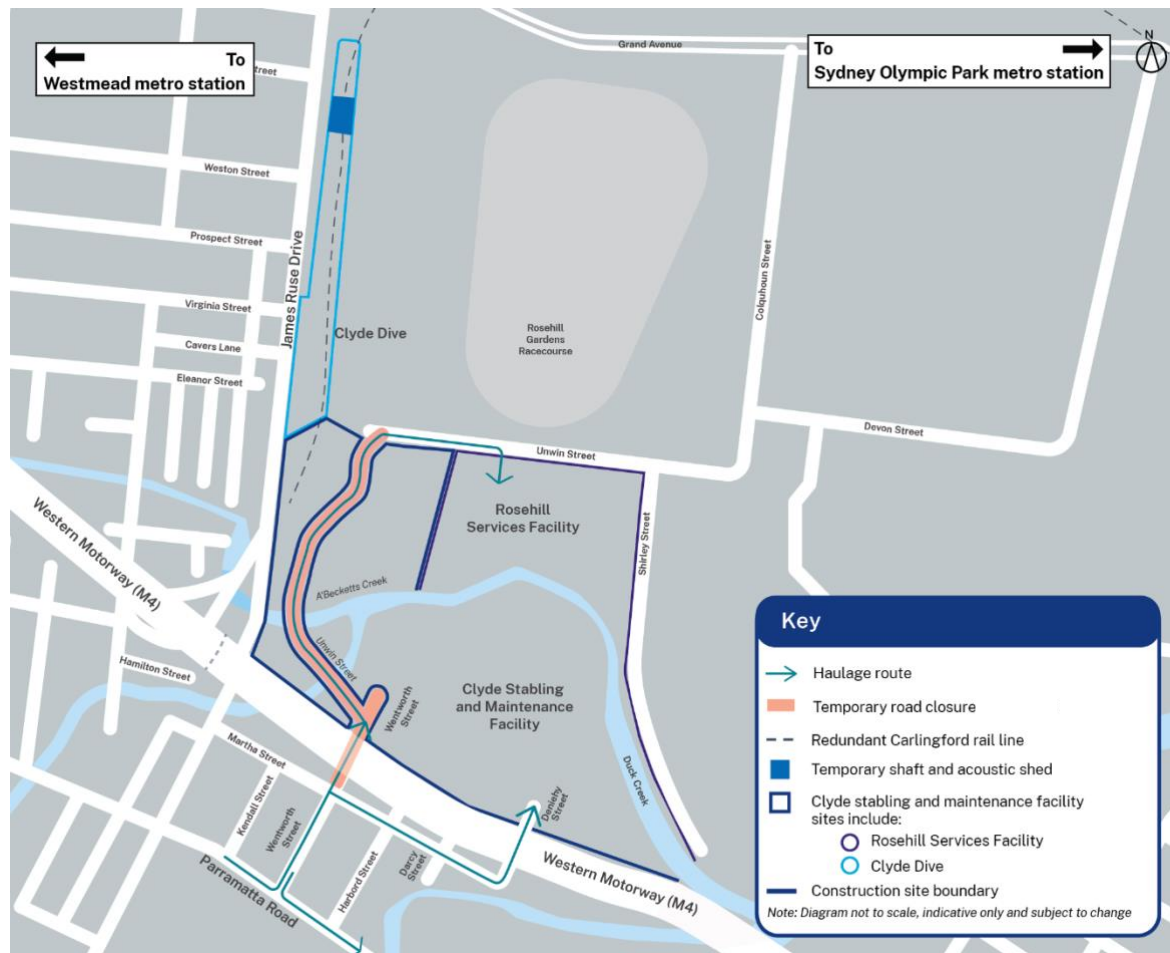 To
Westmead metro station
Grand Avenue
To
Sydney Olympic Park metro station
N
Street
Weston Street
Prospect Street
James Ruse Drive
Virginia Street
Clyde Dive
Cavers Lane
Eleanor Street
Rosehill
Gardens
Racecourse
Colquhoun Street
Devon Street
Unwin Street
Rosehill
Services Facility
Western Motorway (M4)
Shirley Street
A'Becketts Creek
Unwin Street
Hamilton Street
Wentworth
Street
Clyde Stabling
and Maintenance
Facility
Martha Street
Duck Creek
Kendall Street
Wentworth
Street
Deniehy
Street
Harbord Street
Darcy
Street
Parramatta Road
Western Motorway (M4)
Key
Haulage route
Temporary road closure
Redundant Carlingford rail line
Temporary shaft and acoustic shed
Clyde stabling and maintenance facility
sites include:
Rosehill Services Facility
Clyde Dive
Construction site boundary
Note: Diagram not to scale, indicative only and subject to change